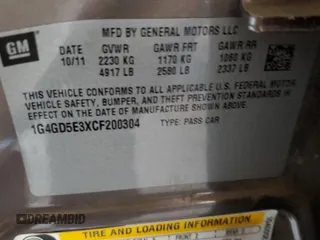 GM
MFD BY GENERAL MOTORS LLC
10/11 GVWR GAWR FRT GAWR RR
2230 KG 1170 KG 1060 KG
4917 LB 2580 LB 2337 LB
THIS VEHICLE CONFORMS TO ALL APPLICABLE U.S. FEDERAL MOTOR
VEHICLE SAFETY, BUMPER, AND THEFT PREVENTION STANDARDS IN
EFFECT ON THE DATE OF MANUFACTURE SHOWN ABOVE.
1G4GD5E3XCF200304 TYPE: PASS CAR
TIRE AND LOADING INFORMATION
DREAMBID